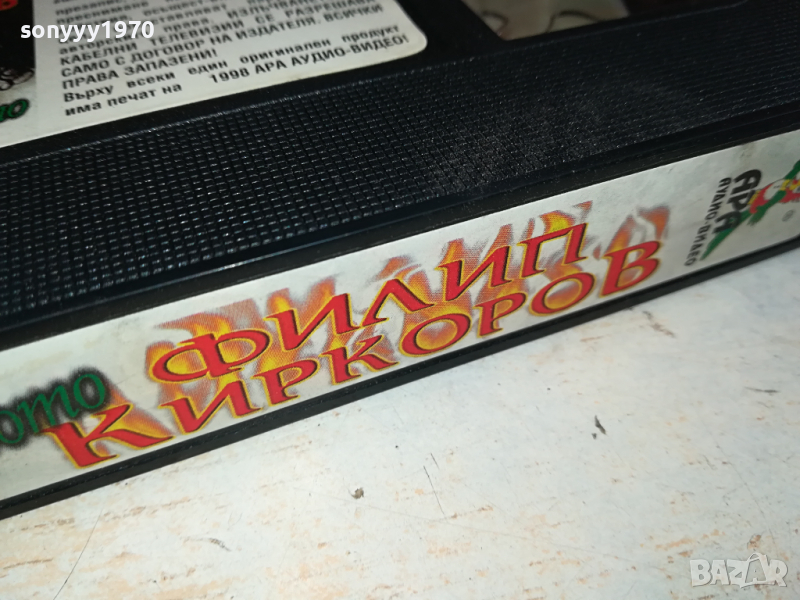 sonyyy1970
КАБЕЛНИ ТЕЛЕВИЗИИ СЕ РАЗРЕШАВА
САМО С ДОГОВОР НА ИЗДАТЕЛЯ. ВСИЧКИ
ПРАВА ЗАПАЗЕНИ!
Върху всеки един оригинален продукт
има печат на 1998 АРА АУДИО-ВИДЕО!
ФИЛИП
КИРКОРОВ
АРА
АУДИО-ВИДЕО
BAZAR